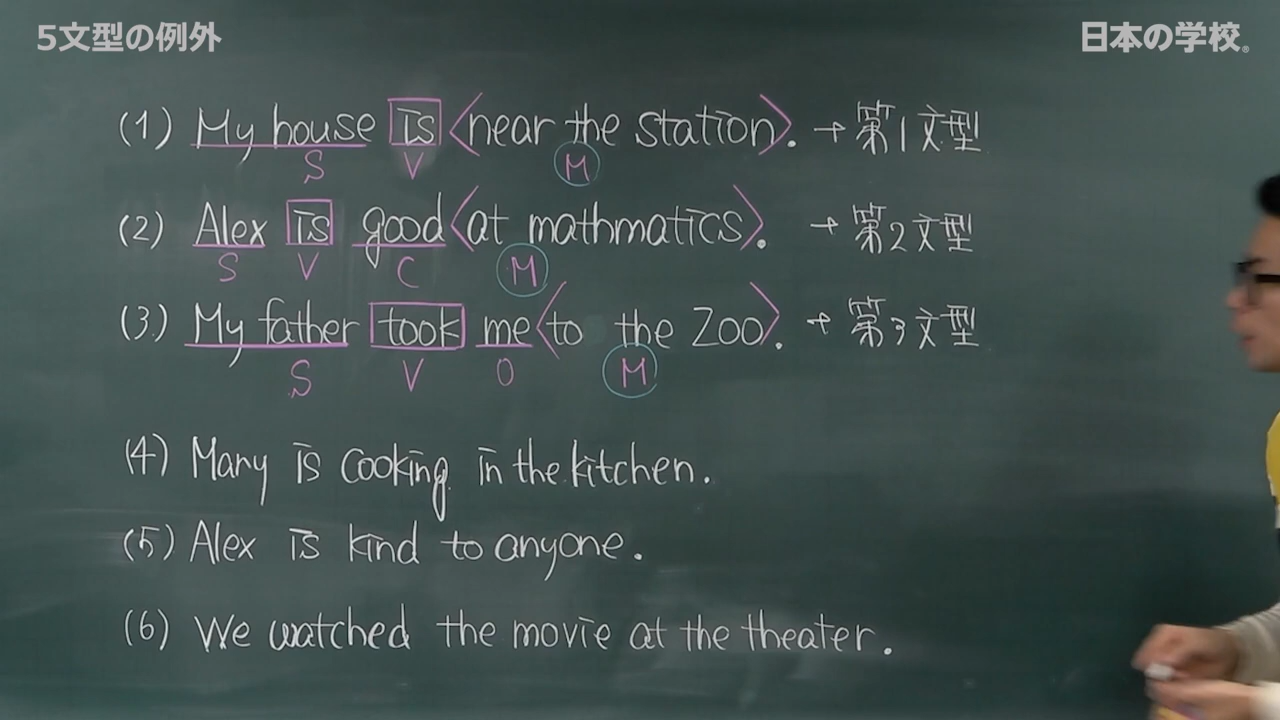 5文型の例外
日本の学校®
(1) My house is <near the station>. → 第1文型
S V M
(2) Alex is good <at mathmatics>. → 第2文型
S V C M
(3) My father took me <to the Zoo>. → 第3文型
S V O M
(4) Mary is cooking in the kitchen.
(5) Alex is kind to anyone.
(6) We watched the movie at the theater.